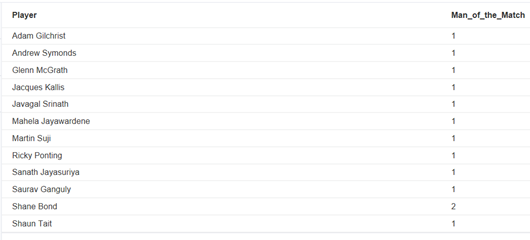 Player Man_of_the_Match
Adam Gilchrist 1
Andrew Symonds 1
Glenn McGrath 1
Jacques Kallis 1
Javagal Srinath 1
Mahela Jayawardene 1
Martin Suji 1
Ricky Ponting 1
Sanath Jayasuriya 1
Saurav Ganguly 1
Shane Bond 2
Shaun Tait 1